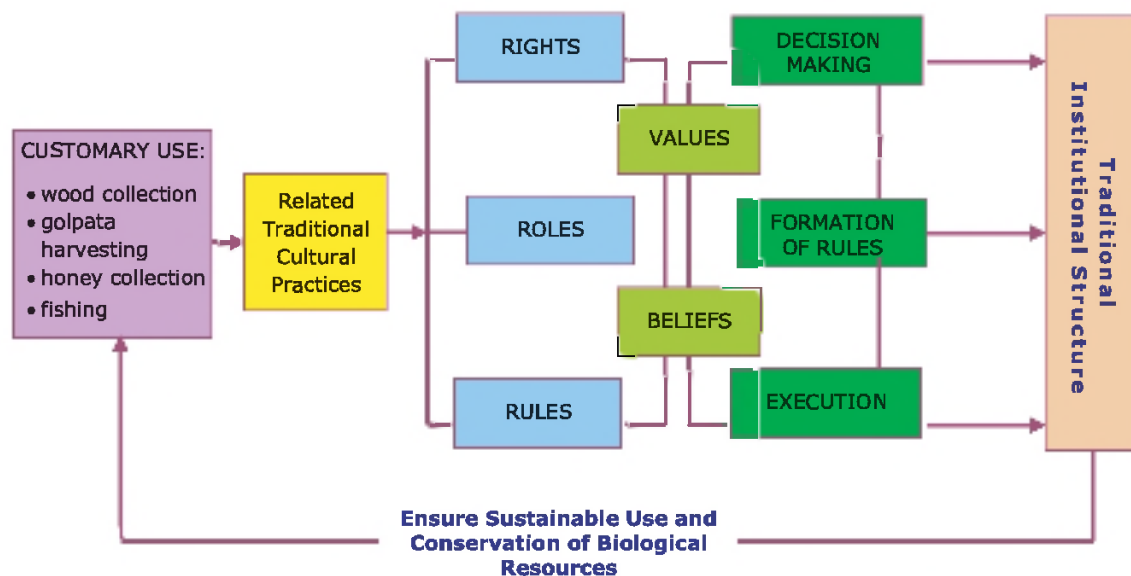 CUSTOMARY USE:
• wood collection
• golpata
harvesting
• honey collection
• fishing
Related
Traditional
Cultural
Practices
RIGHTS
ROLES
RULES
VALUES
BELIEFS
DECISION
MAKING
FORMATION
OF RULES
EXECUTION
Traditional
Institutional Structure
Ensure Sustainable Use and
Conservation of Biological
Resources